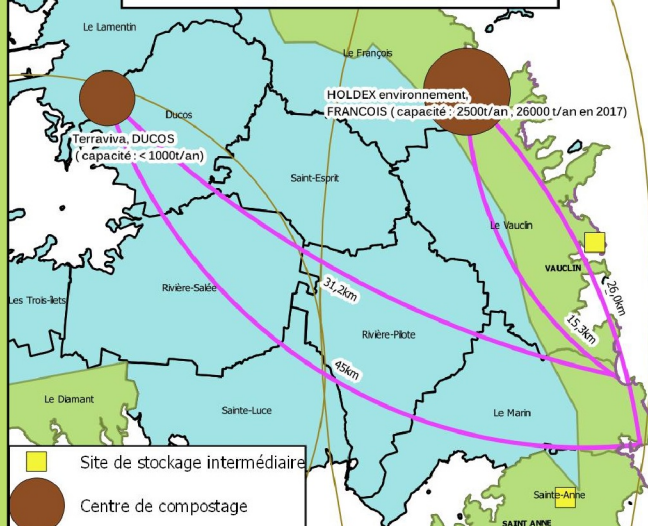 Le Lamentin
Le François
HOLDEX environnement,
FRANCOIS ( capacité : 2500t/an , 26000 t/an en 2017)
Ducos
Terraviva, DUCOS
( capacité : < 1000t/an)
Saint-Esprit
Le Vauclin
VAUCLIN
Rivière-Salée
31,2km
26,0km
Les Trois-Îlets
Rivière-Pilote
15,3km
45km
Le Diamant
Sainte-Luce
Le Marin
Site de stockage intermédiaire
Sainte-Anne
Centre de compostage
SAINT ANNE